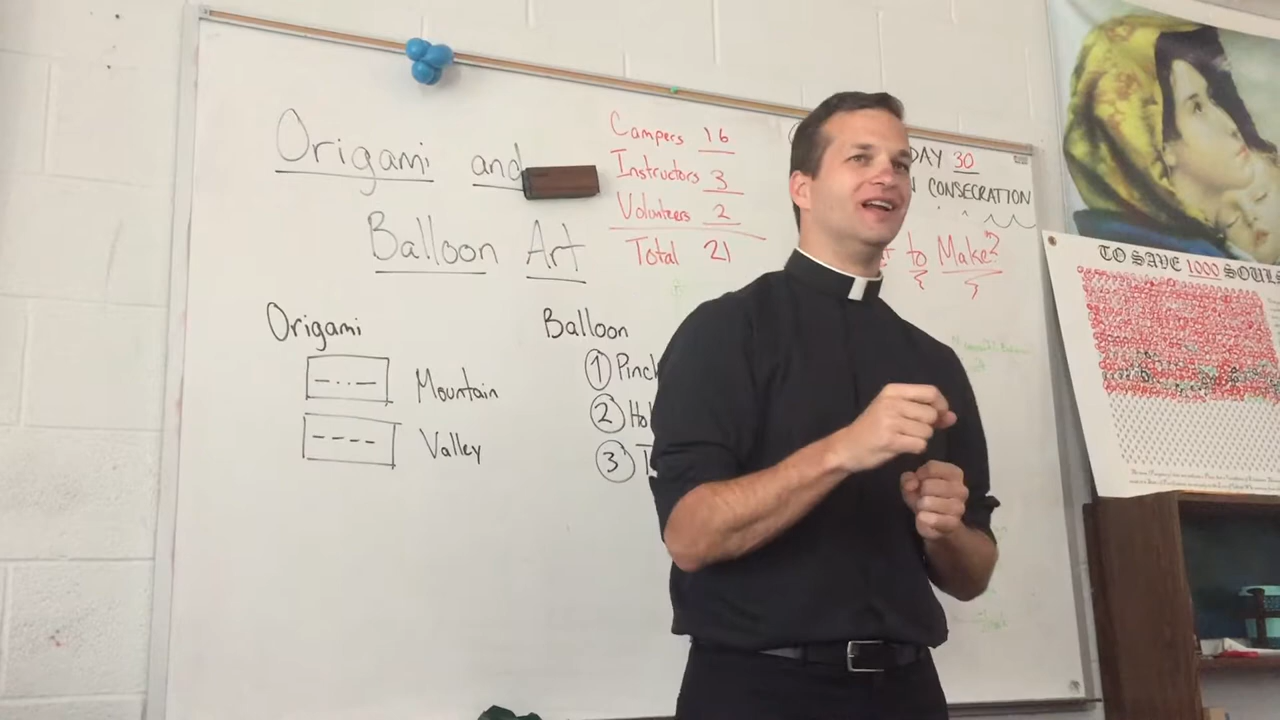 Origami and
Balloon Art
Campers 16
Instructors 3
Volunteers 2
Total 21
DAY 30
CONSECRATION
to Make?
Origami
Mountain
Valley
Balloon
1 Pinch
2
3
TO SAVE 1000 SOULS